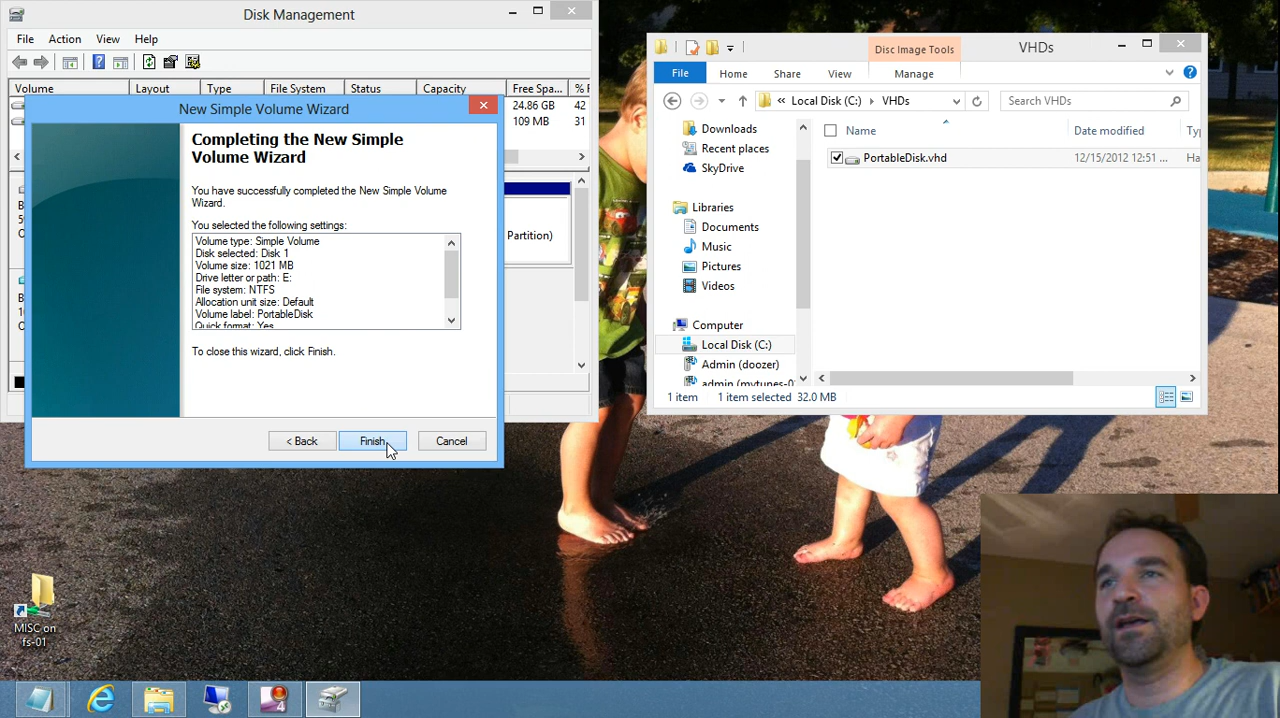 Disk Management
File Action View Help
Volume Layout Type File System Status Capacity Free Spa... % F
24.86 GB 42
109 MB 31
Partition)
New Simple Volume Wizard
Completing the New Simple
Volume Wizard
You have successfully completed the New Simple Volume
Wizard.
You selected the following settings:
Volume type: Simple Volume
Disk selected: Disk 1
Volume size: 1021 MB
Drive letter or path: E:
File system: NTFS
Allocation unit size: Default
Volume label: PortableDisk
Quick format: Yes
To close this wizard, click Finish.
< Back Finish Cancel
Disc Image Tools VHDs
File Home Share View Manage
« Local Disk (C:) VHDs Search VHDs
Name Date modified Ty
PortableDisk.vhd 12/15/2012 12:51 ... Ha
Downloads
Recent places
SkyDrive
Libraries
Documents
Music
Pictures
Videos
Computer
Local Disk (C:)
Admin (doozer)
admin (mytunes-0
1 item 1 item selected 32.0 MB
MISC on
fs-01
4